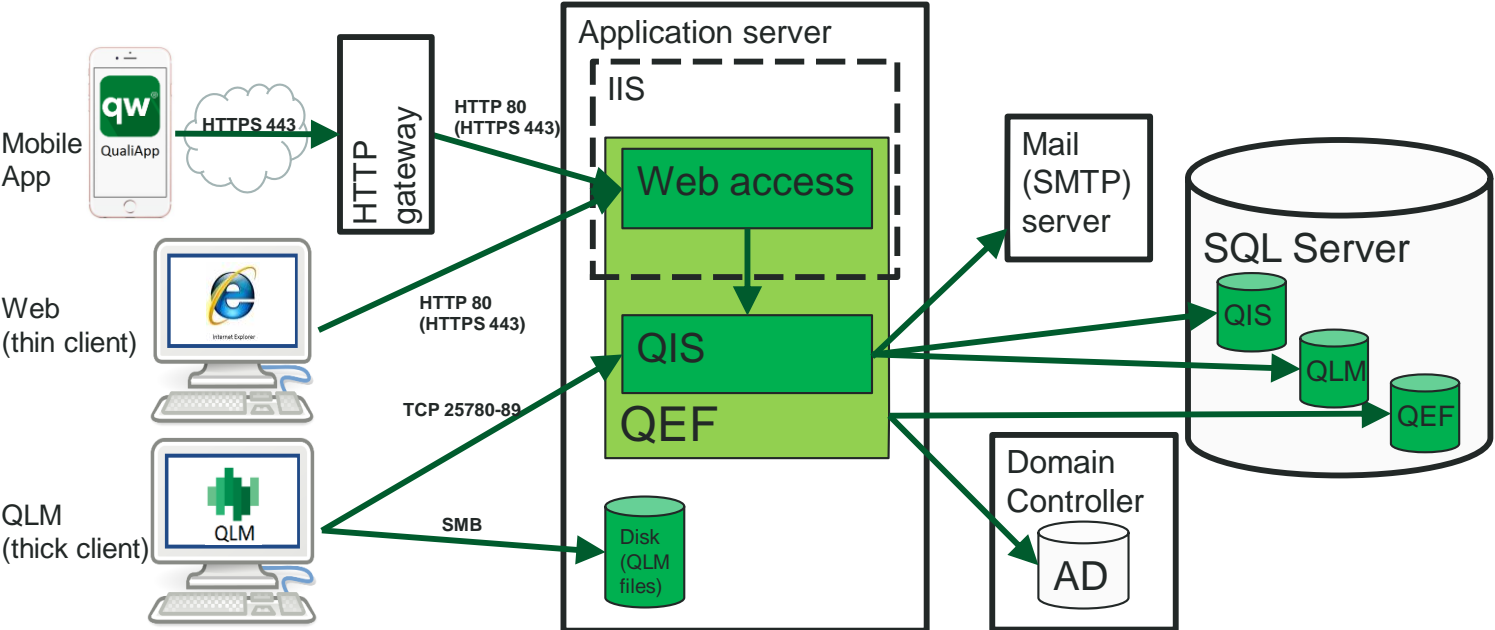 Mobile
App
qw
QualiApp
HTTPS 443
HTTP
gateway
HTTP 80
(HTTPS 443)
Application server
IIS
Web access
QIS
QEF
Web
(thin client)
Internet Explorer
HTTP 80
(HTTPS 443)
TCP 25780-89
QLM
(thick client)
QLM
SMB
Disk
(QLM
files)
Mail
(SMTP)
server
SQL Server
QIS
QLM
QEF
Domain
Controller
AD